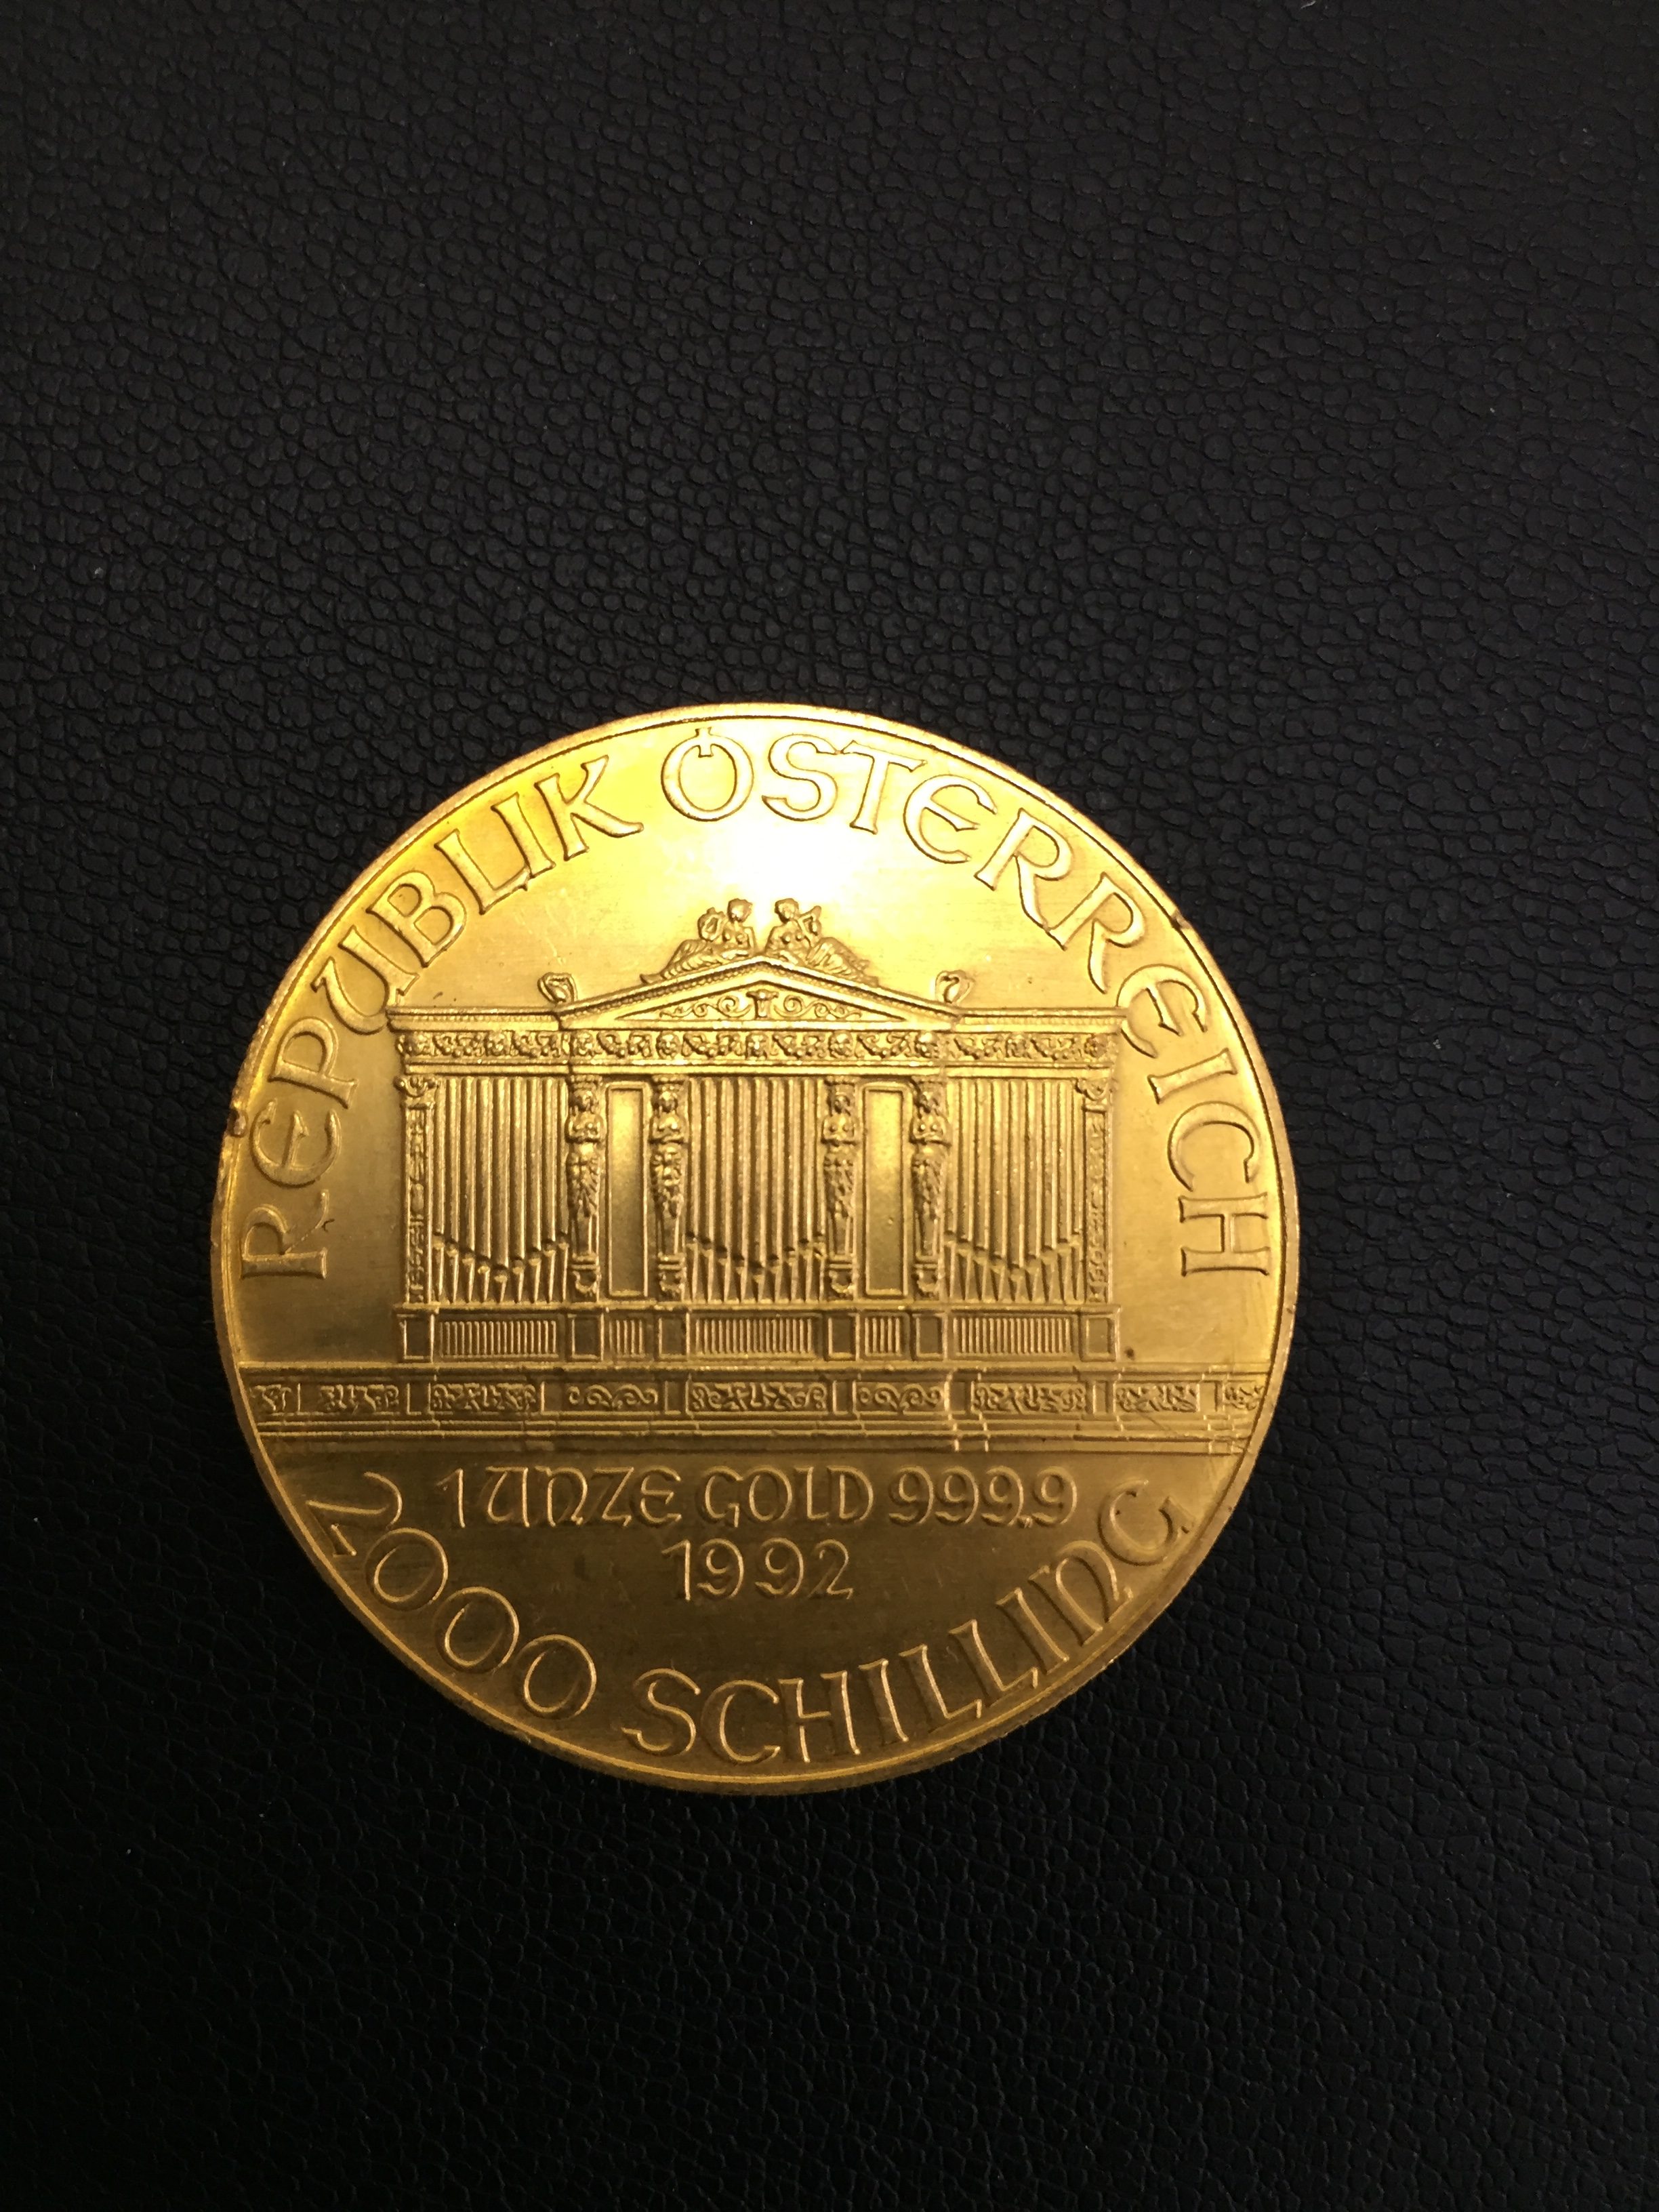 REPUBLIK ÖSTERREICH
1 UNZE GOLD 999.9
1992
2000 SCHILLING